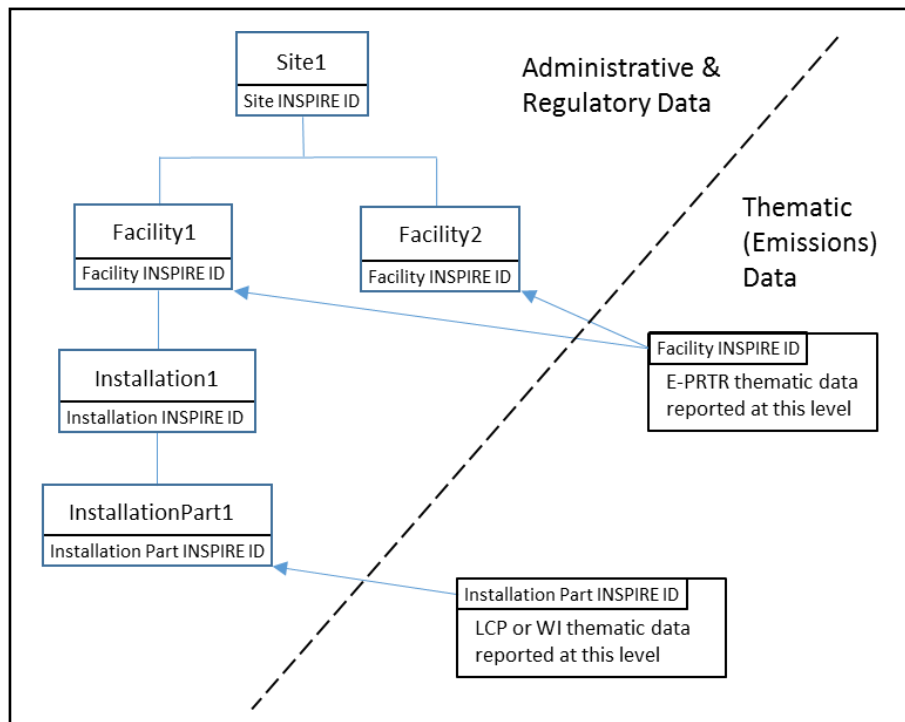 Site1
Site INSPIRE ID
Administrative &
Regulatory Data
Facility1
Facility INSPIRE ID
Facility2
Facility INSPIRE ID
Thematic
(Emissions)
Data
Facility INSPIRE ID
E-PRTR thematic data
reported at this level
Installation1
Installation INSPIRE ID
InstallationPart1
Installation Part INSPIRE ID
Installation Part INSPIRE ID
LCP or WI thematic data
reported at this level